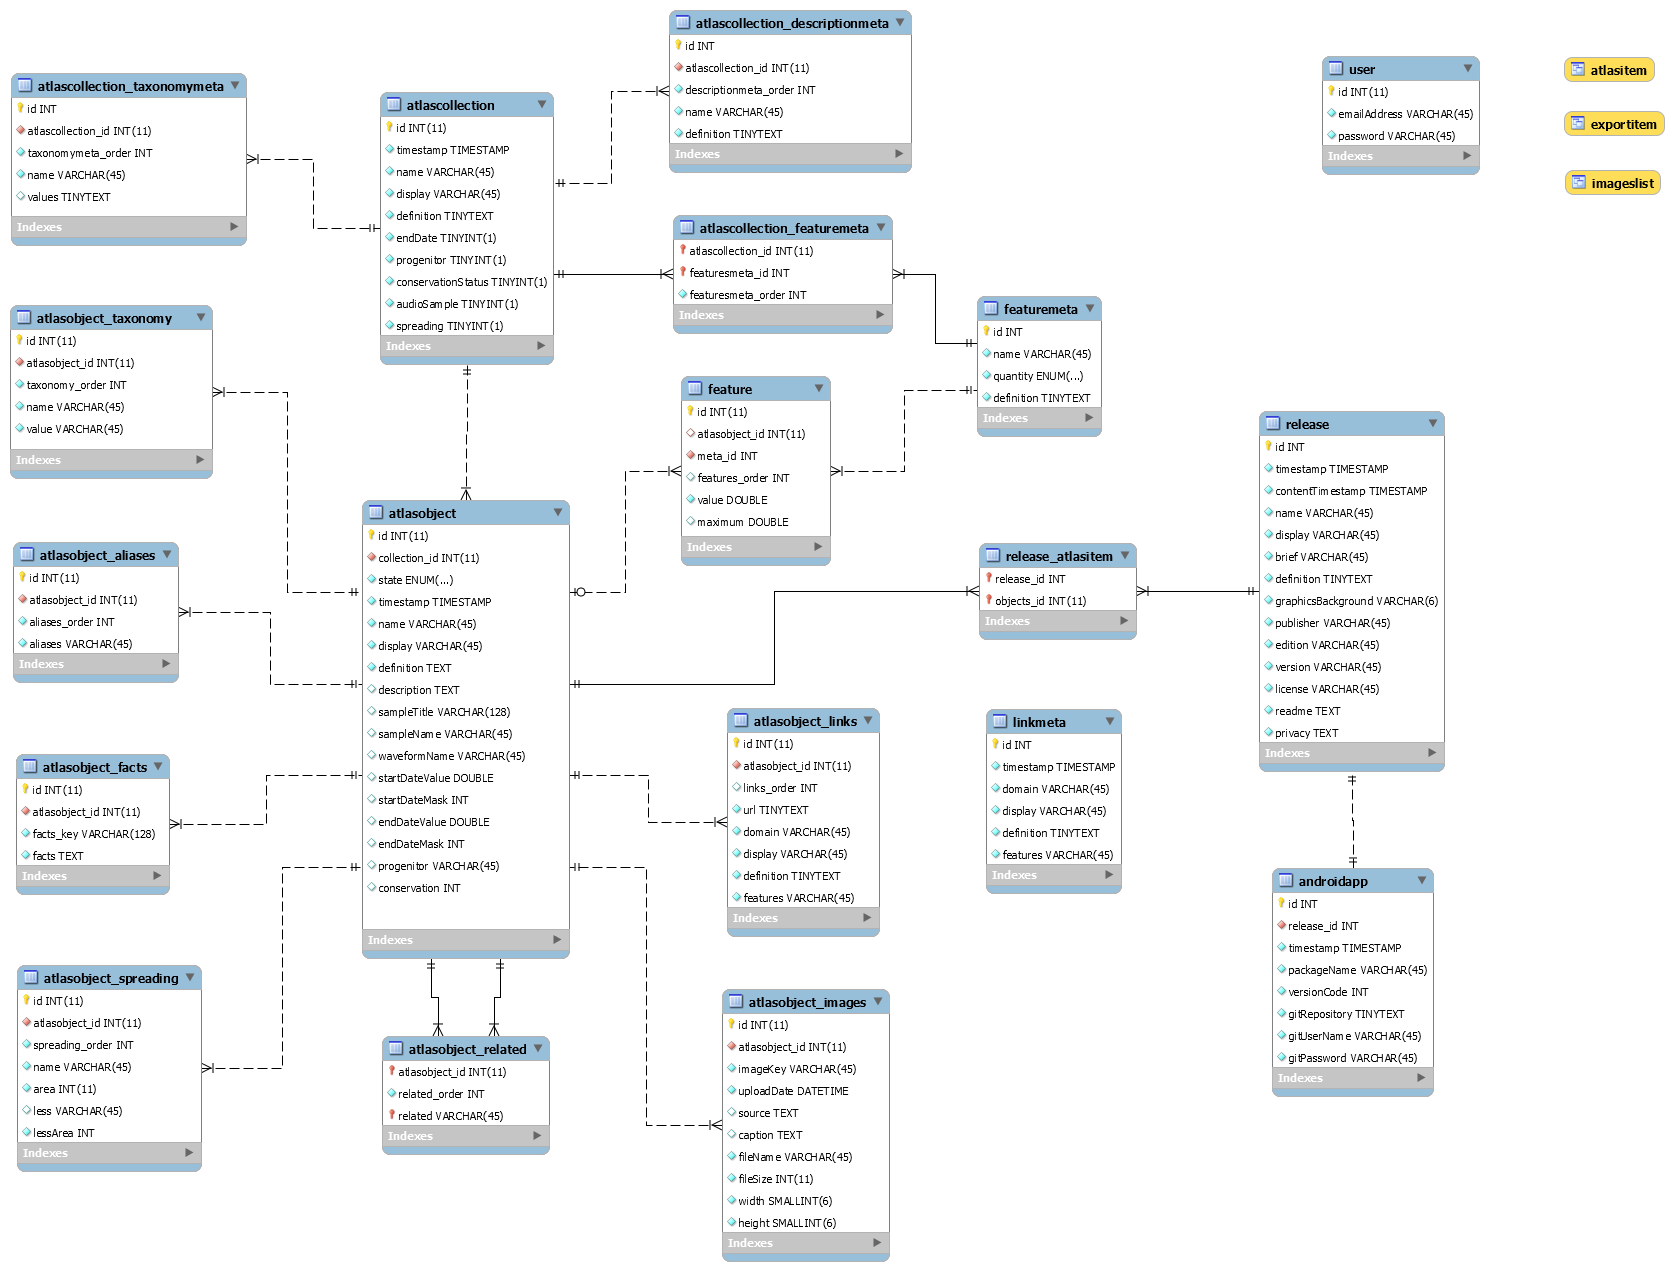 atlascollection_taxonomymeta
id INT
atlascollection_id INT(11)
taxonomymeta_order INT
name VARCHAR(45)
values TINYTEXT
Indexes
atlascollection
id INT(11)
timestamp TIMESTAMP
name VARCHAR(45)
display VARCHAR(45)
definition TINYTEXT
endDate TINYINT(1)
progenitor TINYINT(1)
conservationStatus TINYINT(1)
audioSample TINYINT(1)
spreading TINYINT(1)
Indexes
atlascollection_descriptionmeta
id INT
atlascollection_id INT(11)
descriptionmeta_order INT
name VARCHAR(45)
definition TINYTEXT
Indexes
user
id INT(11)
emailAddress VARCHAR(45)
password VARCHAR(45)
Indexes
atlasitem
exportitem
imageslist
atlascollection_featuremeta
atlascollection_id INT(11)
featuresmeta_id INT
featuresmeta_order INT
Indexes
featuremeta
id INT
name VARCHAR(45)
quantity ENUM(...)
definition TINYTEXT
Indexes
atlasobject_taxonomy
id INT(11)
atlasobject_id INT(11)
taxonomy_order INT
name VARCHAR(45)
value VARCHAR(45)
Indexes
feature
id INT(11)
atlasobject_id INT(11)
meta_id INT
features_order INT
value DOUBLE
maximum DOUBLE
Indexes
release
id INT
timestamp TIMESTAMP
contentTimestamp TIMESTAMP
name VARCHAR(45)
display VARCHAR(45)
brief VARCHAR(45)
definition TINYTEXT
graphicsBackground VARCHAR(6)
publisher VARCHAR(45)
edition VARCHAR(45)
version VARCHAR(45)
license VARCHAR(45)
readme TEXT
privacy TEXT
Indexes
atlasobject
id INT(11)
collection_id INT(11)
state ENUM(...)
timestamp TIMESTAMP
name VARCHAR(45)
display VARCHAR(45)
definition TEXT
description TEXT
sampleTitle VARCHAR(128)
sampleName VARCHAR(45)
waveformName VARCHAR(45)
startDateValue DOUBLE
startDateMask INT
endDateValue DOUBLE
endDateMask INT
progenitor VARCHAR(45)
conservation INT
Indexes
atlasobject_aliases
id INT(11)
atlasobject_id INT(11)
aliases_order INT
aliases VARCHAR(45)
Indexes
release_atlasitem
release_id INT
objects_id INT(11)
Indexes
atlasobject_links
id INT(11)
atlasobject_id INT(11)
links_order INT
url TINYTEXT
domain VARCHAR(45)
display VARCHAR(45)
definition TINYTEXT
features VARCHAR(45)
Indexes
linkmeta
id INT
timestamp TIMESTAMP
domain VARCHAR(45)
display VARCHAR(45)
definition TINYTEXT
features VARCHAR(45)
Indexes
atlasobject_facts
id INT(11)
atlasobject_id INT(11)
facts_key VARCHAR(128)
facts TEXT
Indexes
androidapp
id INT
release_id INT
timestamp TIMESTAMP
packageName VARCHAR(45)
versionCode INT
gitRepository TINYTEXT
gitUserName VARCHAR(45)
gitPassword VARCHAR(45)
Indexes
atlasobject_spreading
id INT(11)
atlasobject_id INT(11)
spreading_order INT
name VARCHAR(45)
area INT(11)
less VARCHAR(45)
lessArea INT
Indexes
atlasobject_related
atlasobject_id INT(11)
related_order INT
related VARCHAR(45)
Indexes
atlasobject_images
id INT(11)
atlasobject_id INT(11)
imageKey VARCHAR(45)
uploadDate DATETIME
source TEXT
caption TEXT
fileName VARCHAR(45)
fileSize INT(11)
width SMALLINT(6)
height SMALLINT(6)
Indexes